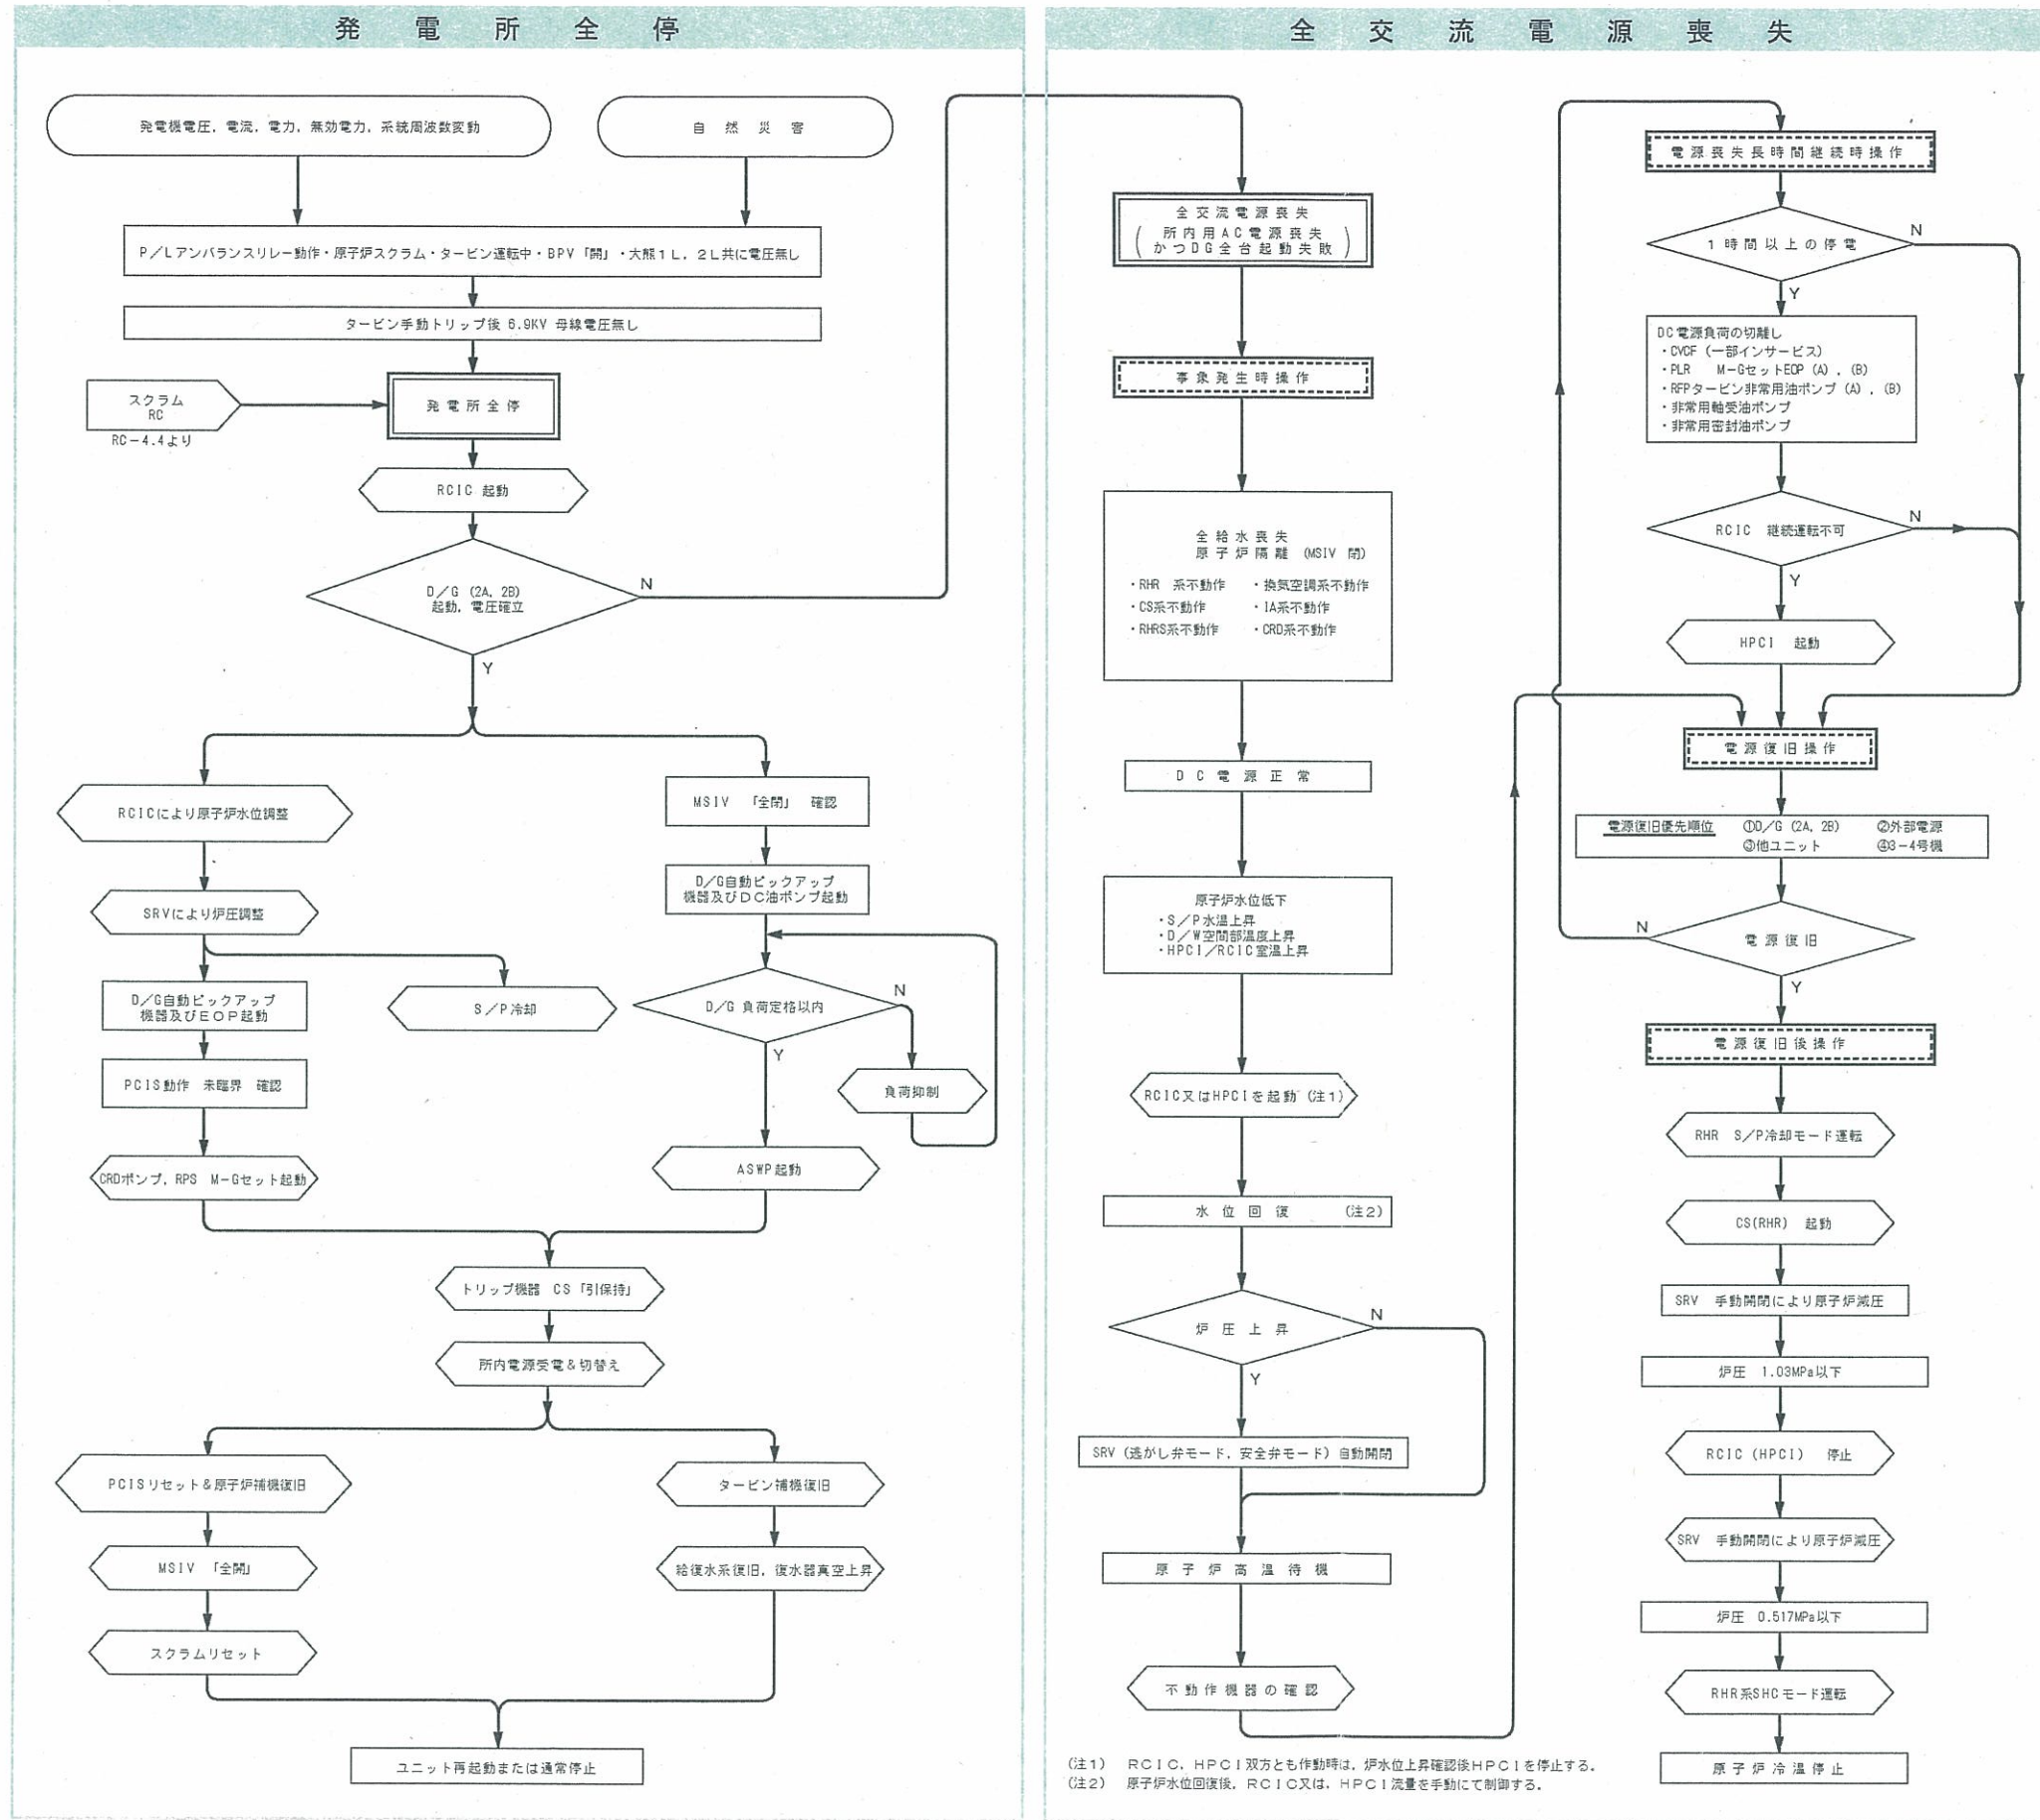 発電所全停
発電機電圧，電流，電力，無効電力，系統周波数変動
自然災害
P／Lアンバランスリレー動作・原子炉スクラム・タービン運転中・BPV「開」・大熊1L，2L共に電圧無し
タービン手動トリップ後 6.9KV 母線電圧無し
スクラム
RC
RC－4.4より
発電所全停
RCIC 起動
D／G (2A, 2B)
起動，電圧確立
N
Y
RCICにより原子炉水位調整
SRVにより炉圧調整
D／G自動ピックアップ
機器及びEOP起動
S／P冷却
PCIS動作　未臨界　確認
CRDポンプ，RPS　M－Gセット起動
MSIV　「全閉」　確認
D／G自動ピックアップ
機器及びDC油ポンプ起動
D／G 負荷定格以内
N
Y
負荷抑制
ASWP起動
トリップ機器　CS「引保持」
所内電源受電＆切替え
PCISリセット＆原子炉補機復旧
MSIV　「全開」
スクラムリセット
タービン補機復旧
給復水系復旧，復水器真空上昇
ユニット再起動または通常停止
全交流電源喪失
全交流電源喪失
(所内用AC電源喪失
かつDG全台起動失敗)
事象発生時操作
全給水喪失
原子炉隔離 (MSIV 閉)
・RHR 系不動作　・換気空調系不動作
・CS系不動作　・IA系不動作
・RHRS系不動作　・CRD系不動作
DC電源正常
原子炉水位低下
・S／P水温上昇
・D／W空間部温度上昇
・HPCI／RCIC室温上昇
RCIC又はHPCIを起動 (注1)
水位回復　(注2)
炉圧上昇
N
Y
SRV (逃がし弁モード，安全弁モード) 自動開閉
原子炉高温待機
不動作機器の確認
電源喪失長時間継続時操作
1時間以上の停電
N
Y
DC電源負荷の切離し
・CVCF (一部インサービス)
・PLR　M－GセットEOP (A)，(B)
・RFPタービン非常用油ポンプ (A)，(B)
・非常用軸受油ポンプ
・非常用密封油ポンプ
RCIC　継続運転不可
N
Y
HPCI　起動
電源復旧操作
電源復旧優先順位　①D／G (2A, 2B)　②外部電源
③他ユニット　④3－4号機
電源復旧
N
Y
電源復旧後操作
RHR　S／P冷却モード運転
CS(RHR)　起動
SRV　手動開閉により原子炉減圧
炉圧　1.03MPa以下
RCIC (HPCI)　停止
SRV　手動開閉により原子炉減圧
炉圧　0.517MPa以下
RHR系SHCモード運転
原子炉冷温停止
(注1)　RCIC，HPCI双方とも作動時は，炉水位上昇確認後HPCIを停止する．
(注2)　原子炉水位回復後，RCIC又は，HPCI流量を手動にて制御する．